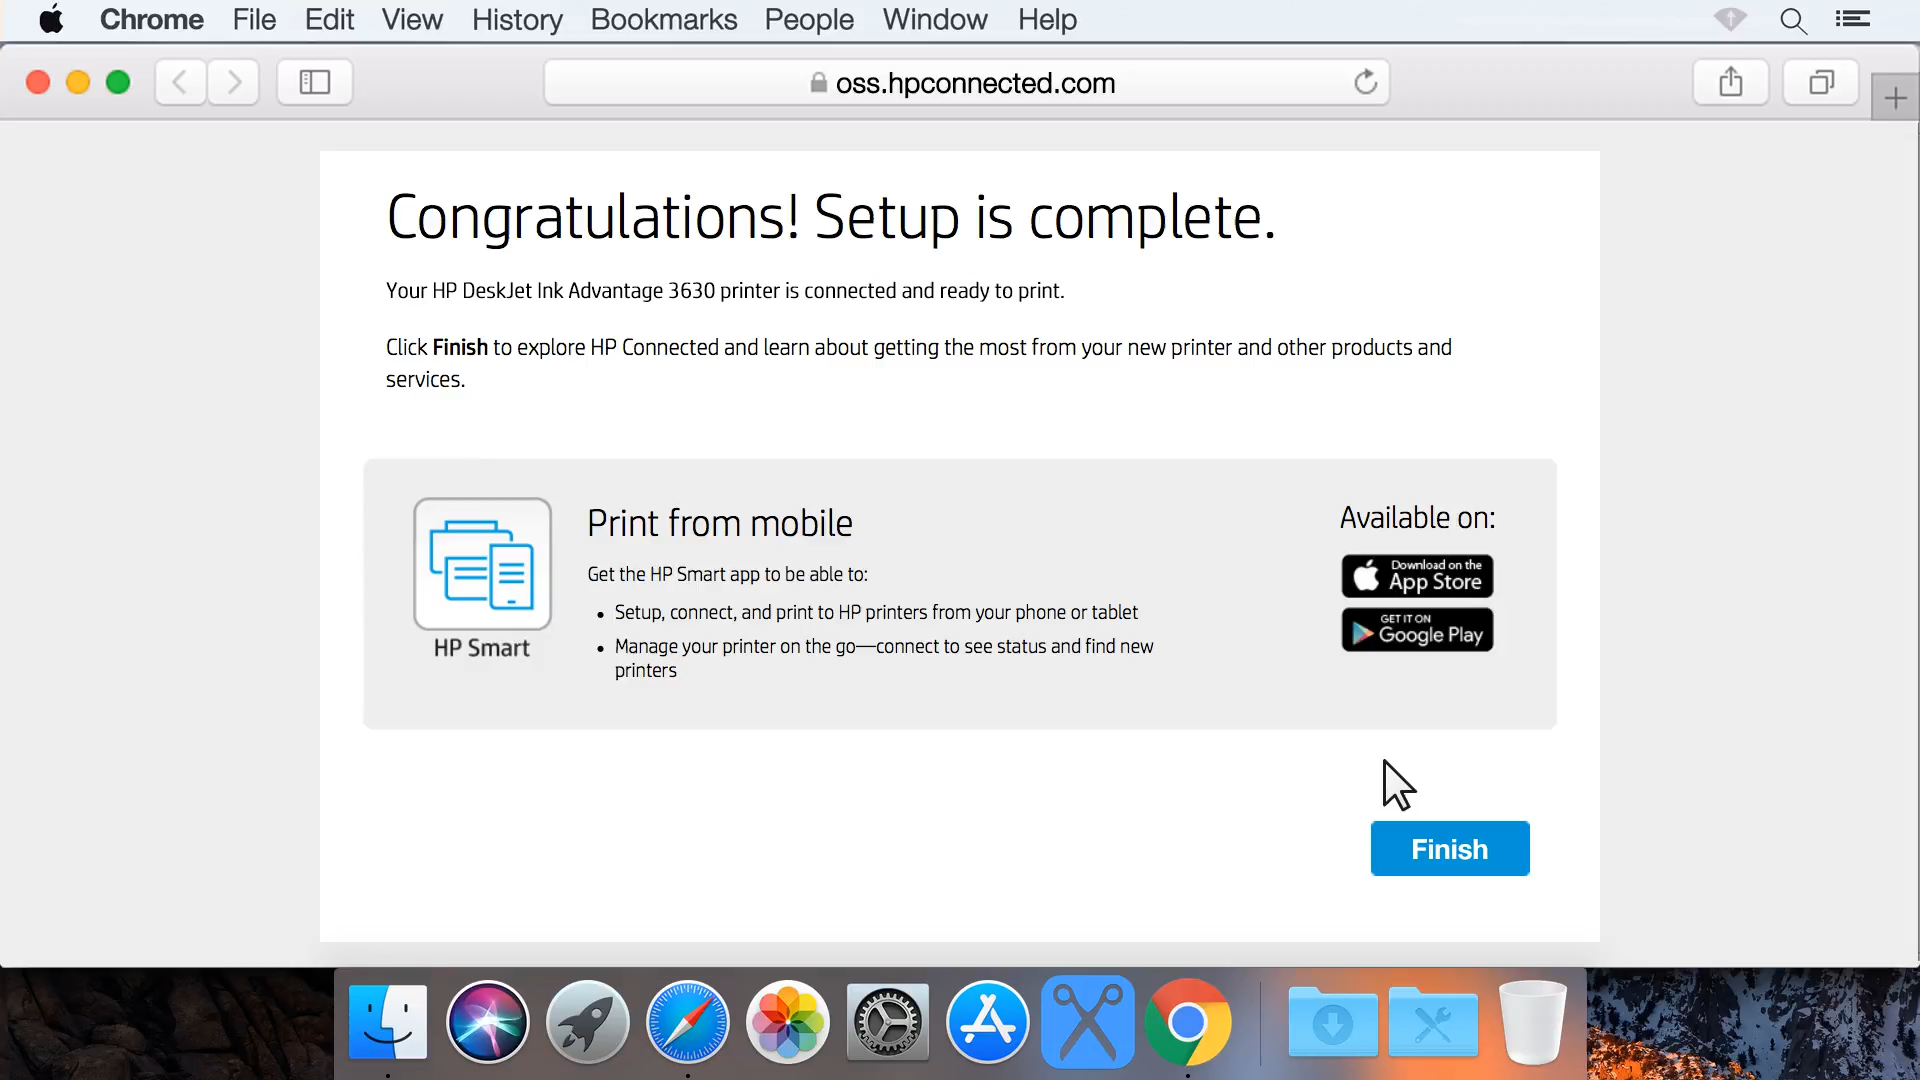 Chrome File Edit View History Bookmarks People Window Help
oss.hpconnected.com
Congratulations! Setup is complete.
Your HP DeskJet Ink Advantage 3630 printer is connected and ready to print.
Click Finish to explore HP Connected and learn about getting the most from your new printer and other products and
services.
Print from mobile
Get the HP Smart app to be able to:
• Setup, connect, and print to HP printers from your phone or tablet
• Manage your printer on the go—connect to see status and find new
printers
HP Smart
Available on:
Download on the
App Store
GET IT ON
Google Play
Finish